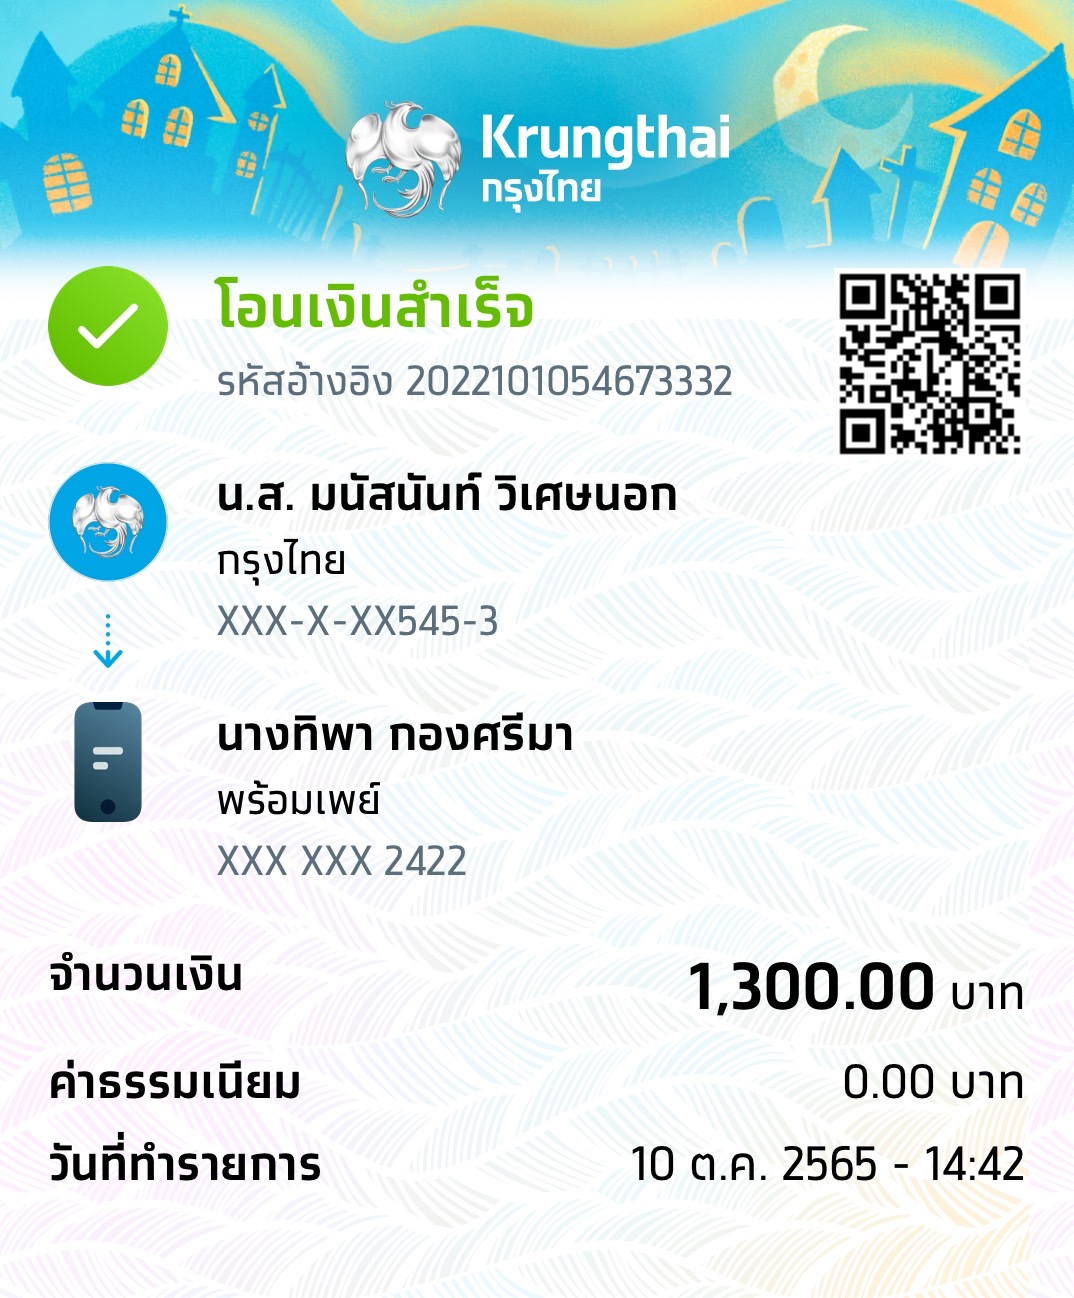 Krungthai
กรุงไทย
โอนเงินสำเร็จ
รหัสอ้างอิง 2022101054673332
น.ส. มนัสนันท์ วิเศษนอก
กรุงไทย
XXX-X-XX545-3
นางทิพา กองศรีมา
พร้อมเพย์
XXX XXX 2422
จำนวนเงิน 1,300.00 บาท
ค่าธรรมเนียม 0.00 บาท
วันที่ทำรายการ 10 ต.ค. 2565 - 14:42